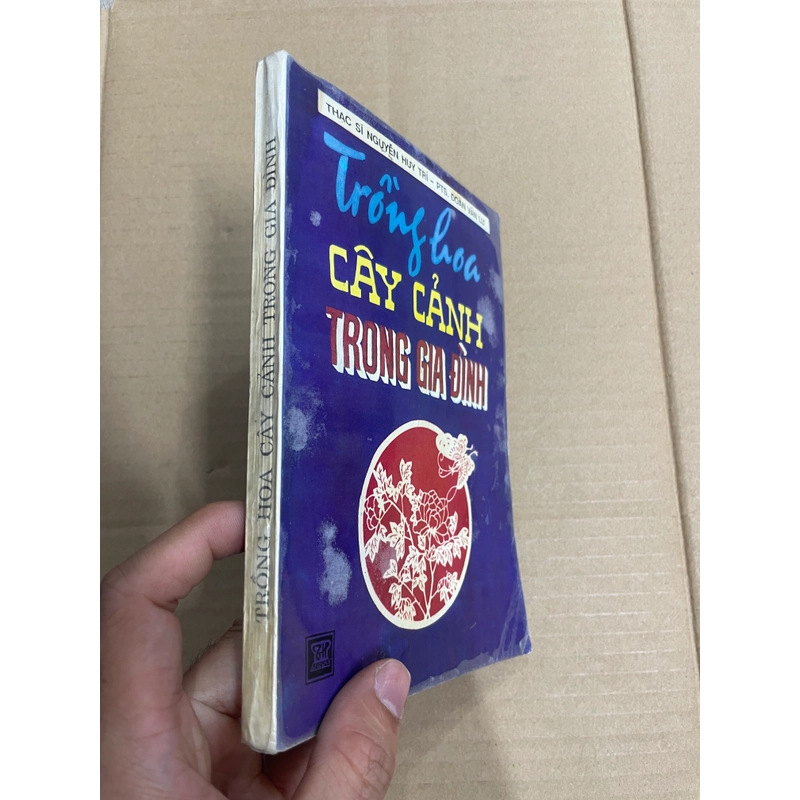 THẠC SĨ NGUYỄN HUY TRÍ - PTS. ĐOÀN VĂN LƯ
Trồng hoa
CÂY CẢNH
TRONG GIA ĐÌNH
TRỒNG HOA CÂY CẢNH TRONG GIA ĐÌNH